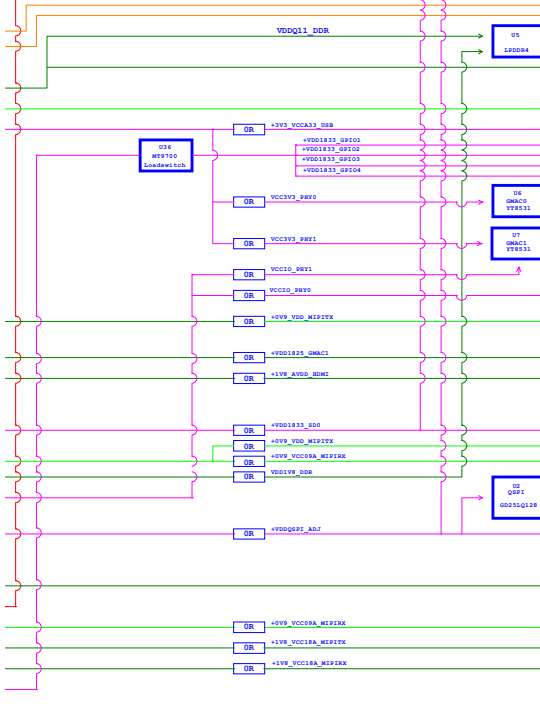 VDDQ11_DDR
U5
LPDDR4
0R
+3V3_VCCA33_USB
+VDD1833_GPIO1
U36
MT9700
Loadswitch
+VDD1833_GPIO2
+VDD1833_GPIO3
+VDD1833_GPIO4
0R
VCC3V3_PHY0
U6
GMAC0
YT8531
0R
VCC3V3_PHY1
U7
GMAC1
YT8531
0R
VCCIO_PHY1
0R
VCCIO_PHY0
0R
+0V9_VDD_MIPITX
0R
+VDD1825_GMAC1
0R
+1V8_AVDD_HDMI
0R
+VDD1833_SD0
0R
+0V9_VDD_MIPITX
0R
+0V9_VCC09A_MIPIRX
0R
VDD1V8_DDR
U2
QSPI
GD25LQ128
0R
+VDDQSPI_ADJ
0R
+0V9_VCC09A_MIPIRX
0R
+1V8_VCC18A_MIPITX
0R
+1V8_VCC18A_MIPIRX